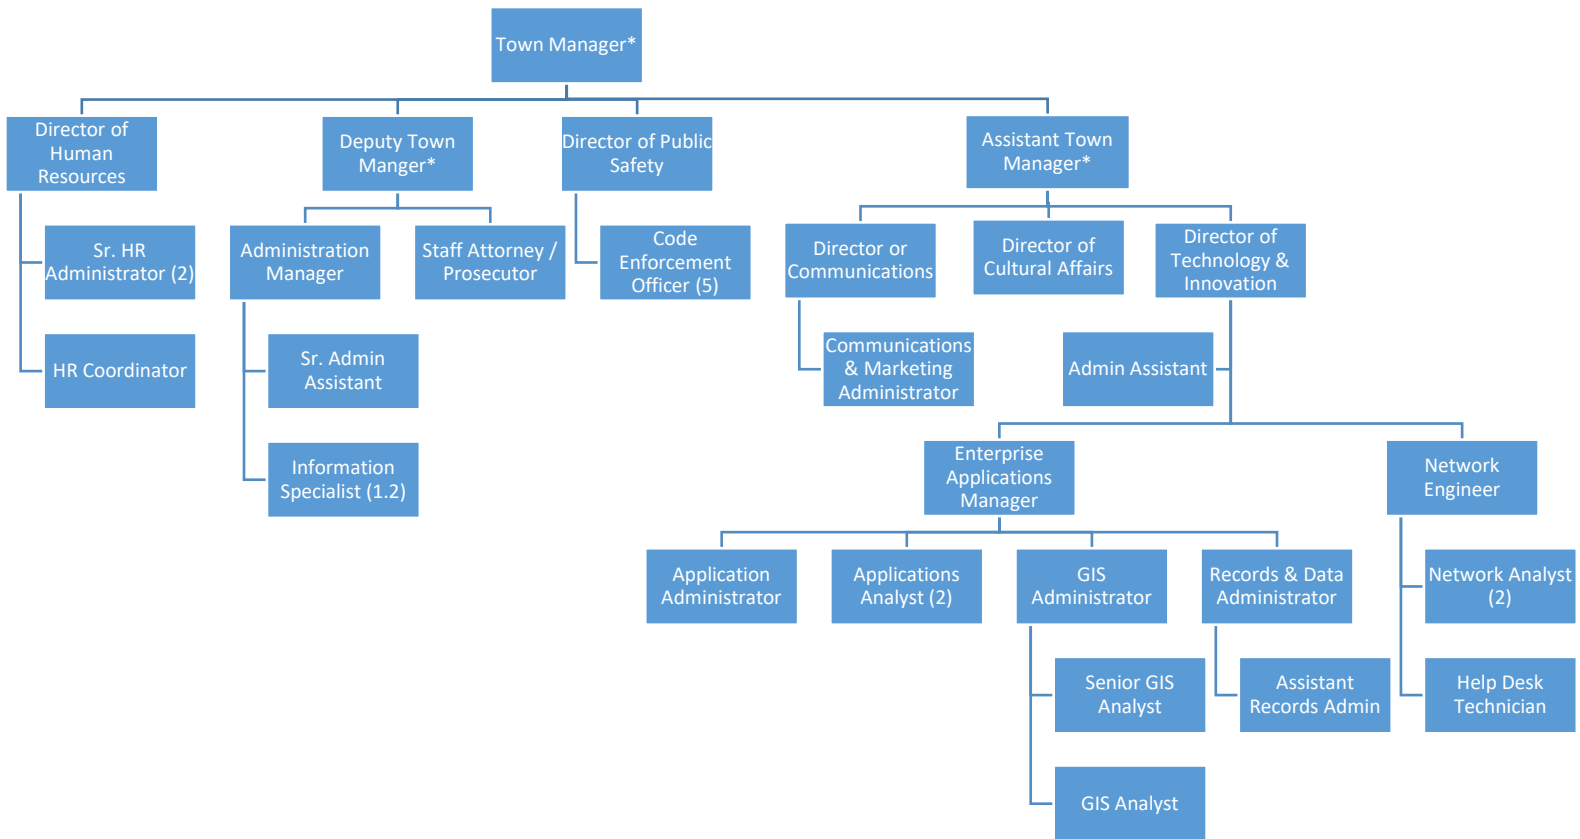 Town Manager*
Director of
Human
Resources
Deputy Town
Manger*
Director of Public
Safety
Assistant Town
Manager*
Sr. HR
Administrator (2)
Administration
Manager
Staff Attorney /
Prosecutor
Code
Enforcement
Officer (5)
Director or
Communications
Director of
Cultural Affairs
Director of
Technology &
Innovation
HR Coordinator
Sr. Admin
Assistant
Communications
& Marketing
Administrator
Admin Assistant
Information
Specialist (1.2)
Enterprise
Applications
Manager
Network
Engineer
Application
Administrator
Applications
Analyst (2)
GIS
Administrator
Records & Data
Administrator
Network Analyst
(2)
Senior GIS
Analyst
Assistant
Records Admin
Help Desk
Technician
GIS Analyst